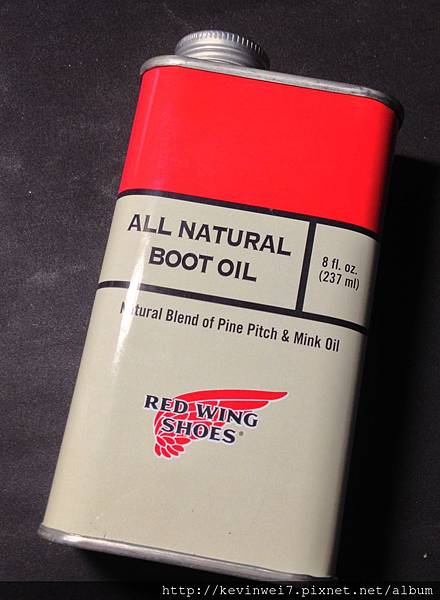 ALL NATURAL
BOOT OIL
8 fl. oz.
(237 ml)
Natural Blend of Pine Pitch & Mink Oil
RED WING
SHOES®
http://kevinwei7.pixnet.net/album